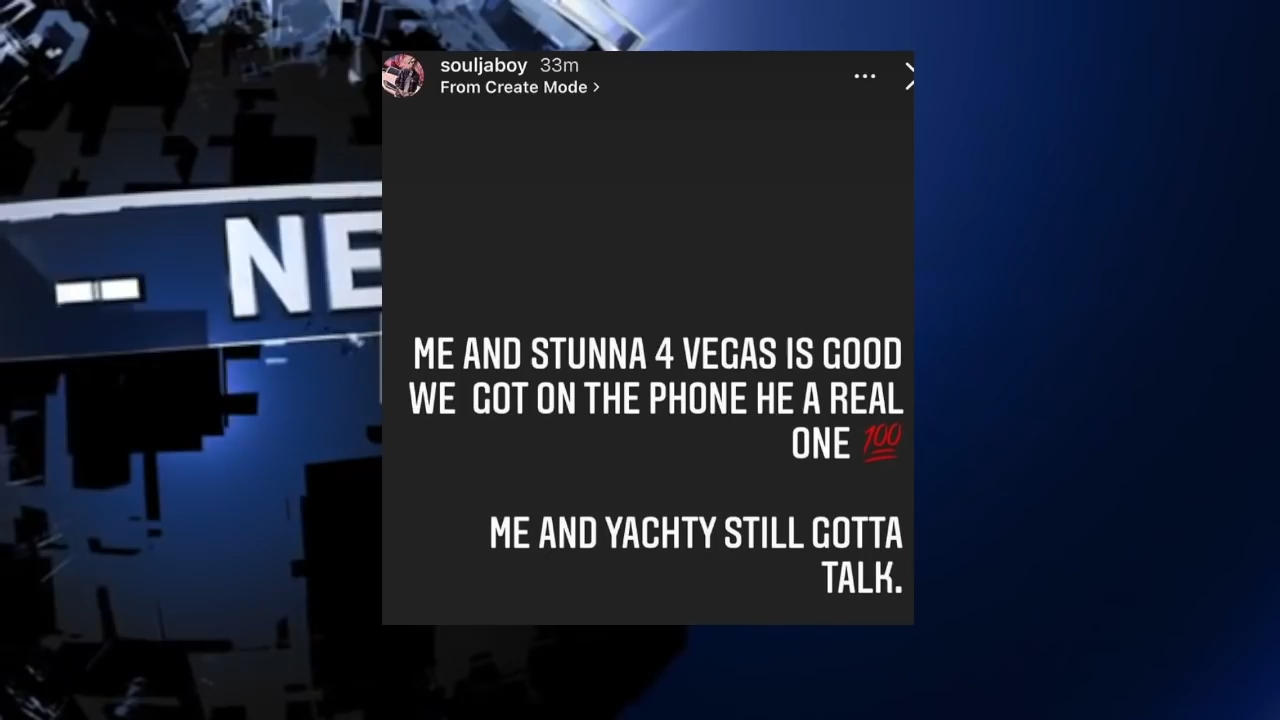 souljaboy 33m
From Create Mode >
NE
ME AND STUNNA 4 VEGAS IS GOOD
WE GOT ON THE PHONE HE A REAL
ONE 💯
ME AND YACHTY STILL GOTTA
TALK.